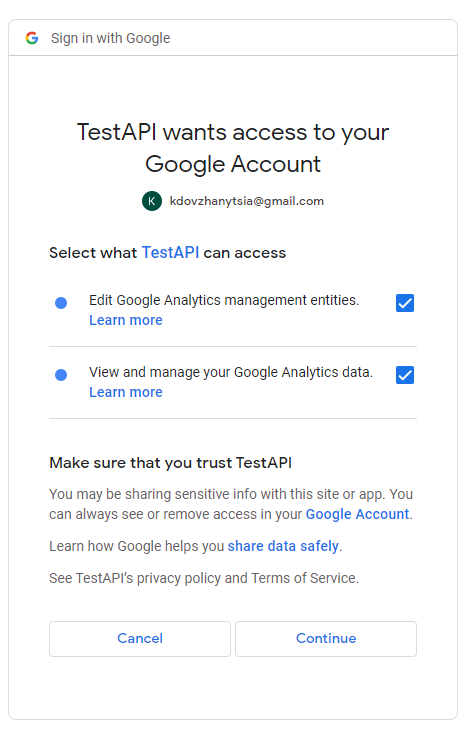 Sign in with Google
TestAPI wants access to your
Google Account
K kdovzhanytsia@gmail.com
Select what TestAPI can access
Edit Google Analytics management entities.
Learn more
View and manage your Google Analytics data.
Learn more
Make sure that you trust TestAPI
You may be sharing sensitive info with this site or app. You
can always see or remove access in your Google Account.
Learn how Google helps you share data safely.
See TestAPI’s privacy policy and Terms of Service.
Cancel Continue